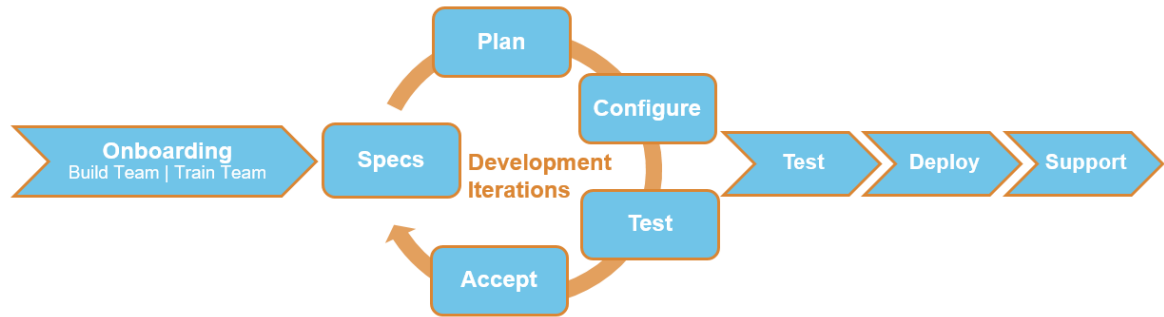 Onboarding
Build Team | Train Team
Specs
Plan
Configure
Test
Accept
Development
Iterations
Test
Deploy
Support